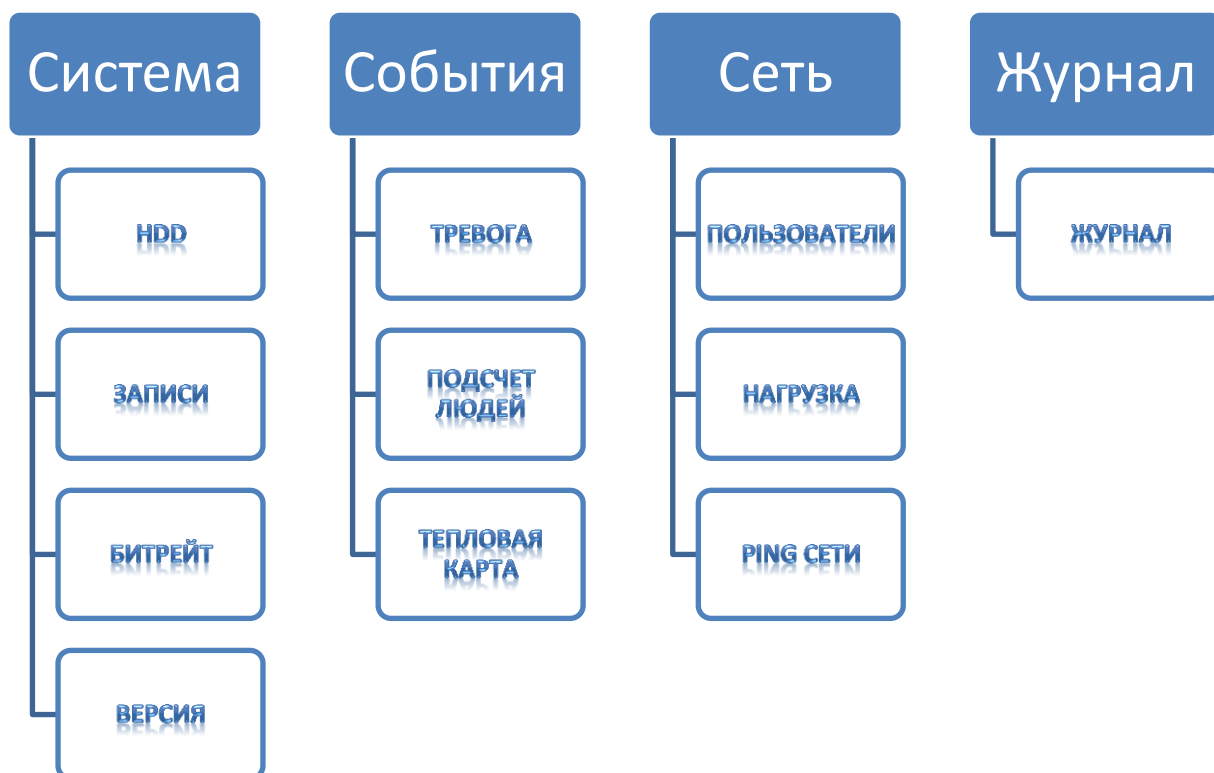 Система
HDD
ЗАПИСИ
БИТРЕЙТ
ВЕРСИЯ
События
ТРЕВОГА
ПОДСЧЕТ
ЛЮДЕЙ
ТЕПЛОВАЯ
КАРТА
Сеть
ПОЛЬЗОВАТЕЛИ
НАГРУЗКА
PING СЕТИ
Журнал
ЖУРНАЛ